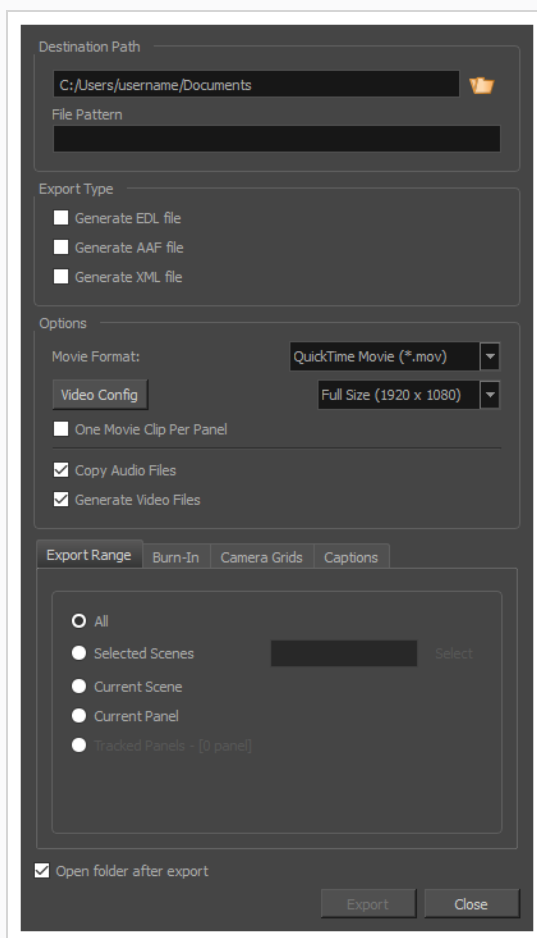 Destination Path
C:/Users/username/Documents
File Pattern
Export Type
Generate EDL file
Generate AAF file
Generate XML file
Options
Movie Format: QuickTime Movie (*.mov)
Video Config Full Size (1920 x 1080)
One Movie Clip Per Panel
Copy Audio Files
Generate Video Files
Export Range Burn-In Camera Grids Captions
All
Selected Scenes Select
Current Scene
Current Panel
Tracked Panels - [0 panel]
Open folder after export
Export Close